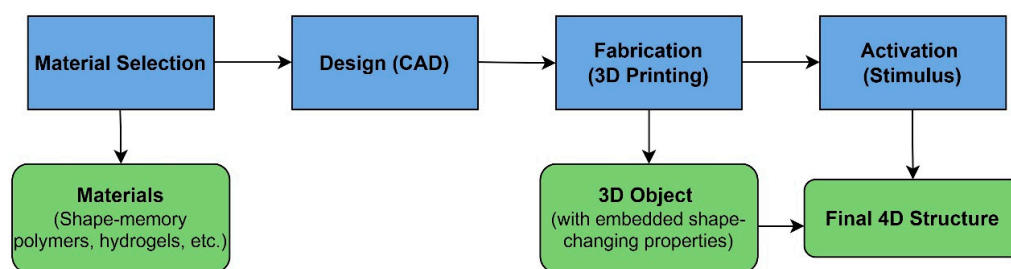 Material Selection
Design (CAD)
Fabrication
(3D Printing)
Activation
(Stimulus)
Materials
(Shape-memory
polymers, hydrogels, etc.)
3D Object
(with embedded shape-
changing properties)
Final 4D Structure